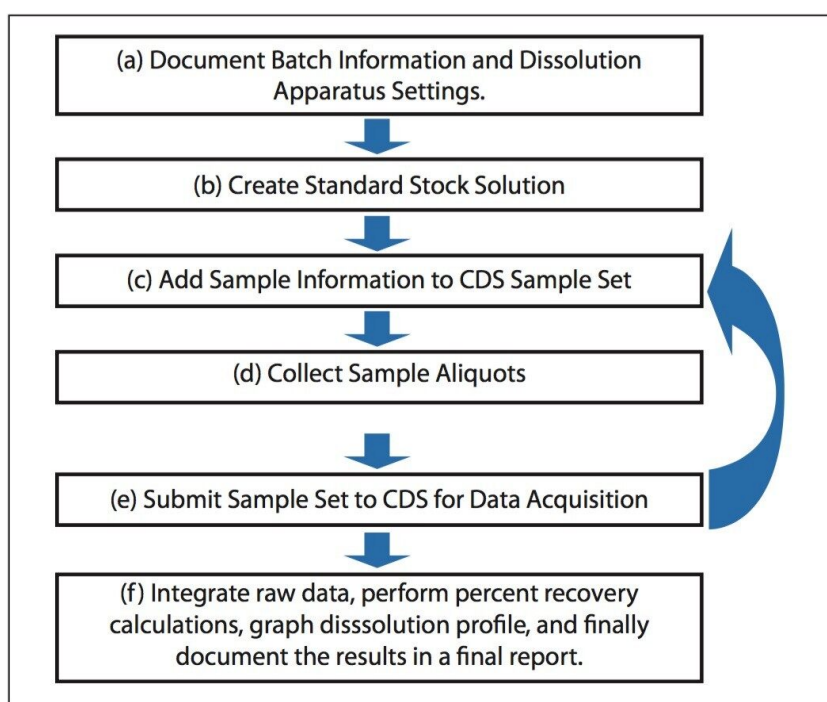 (a) Document Batch Information and Dissolution
Apparatus Settings.
(b) Create Standard Stock Solution
(c) Add Sample Information to CDS Sample Set
(d) Collect Sample Aliquots
(e) Submit Sample Set to CDS for Data Acquisition
(f) Integrate raw data, perform percent recovery
calculations, graph disssolution profile, and finally
document the results in a final report.